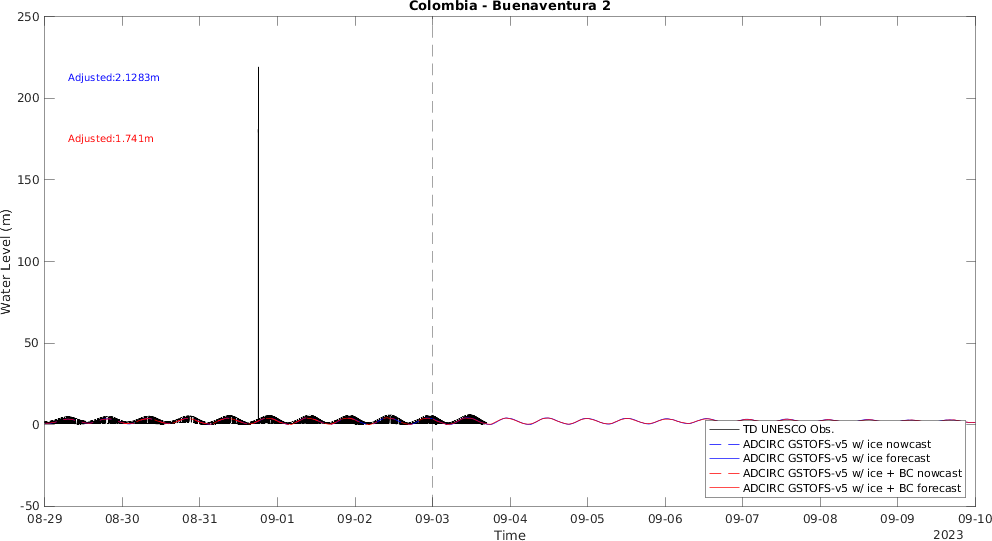 Colombia - Buenaventura 2
250
200
150
100
50
0
-50
Water Level (m)
Adjusted:2.1283m
Adjusted:1.741m
TD UNESCO Obs.
ADCIRC GSTOFS-v5 w/ ice nowcast
ADCIRC GSTOFS-v5 w/ ice forecast
ADCIRC GSTOFS-v5 w/ ice + BC nowcast
ADCIRC GSTOFS-v5 w/ ice + BC forecast
08-29 08-30 08-31 09-01 09-02 09-03 09-04 09-05 09-06 09-07 09-08 09-09 09-10
Time
2023